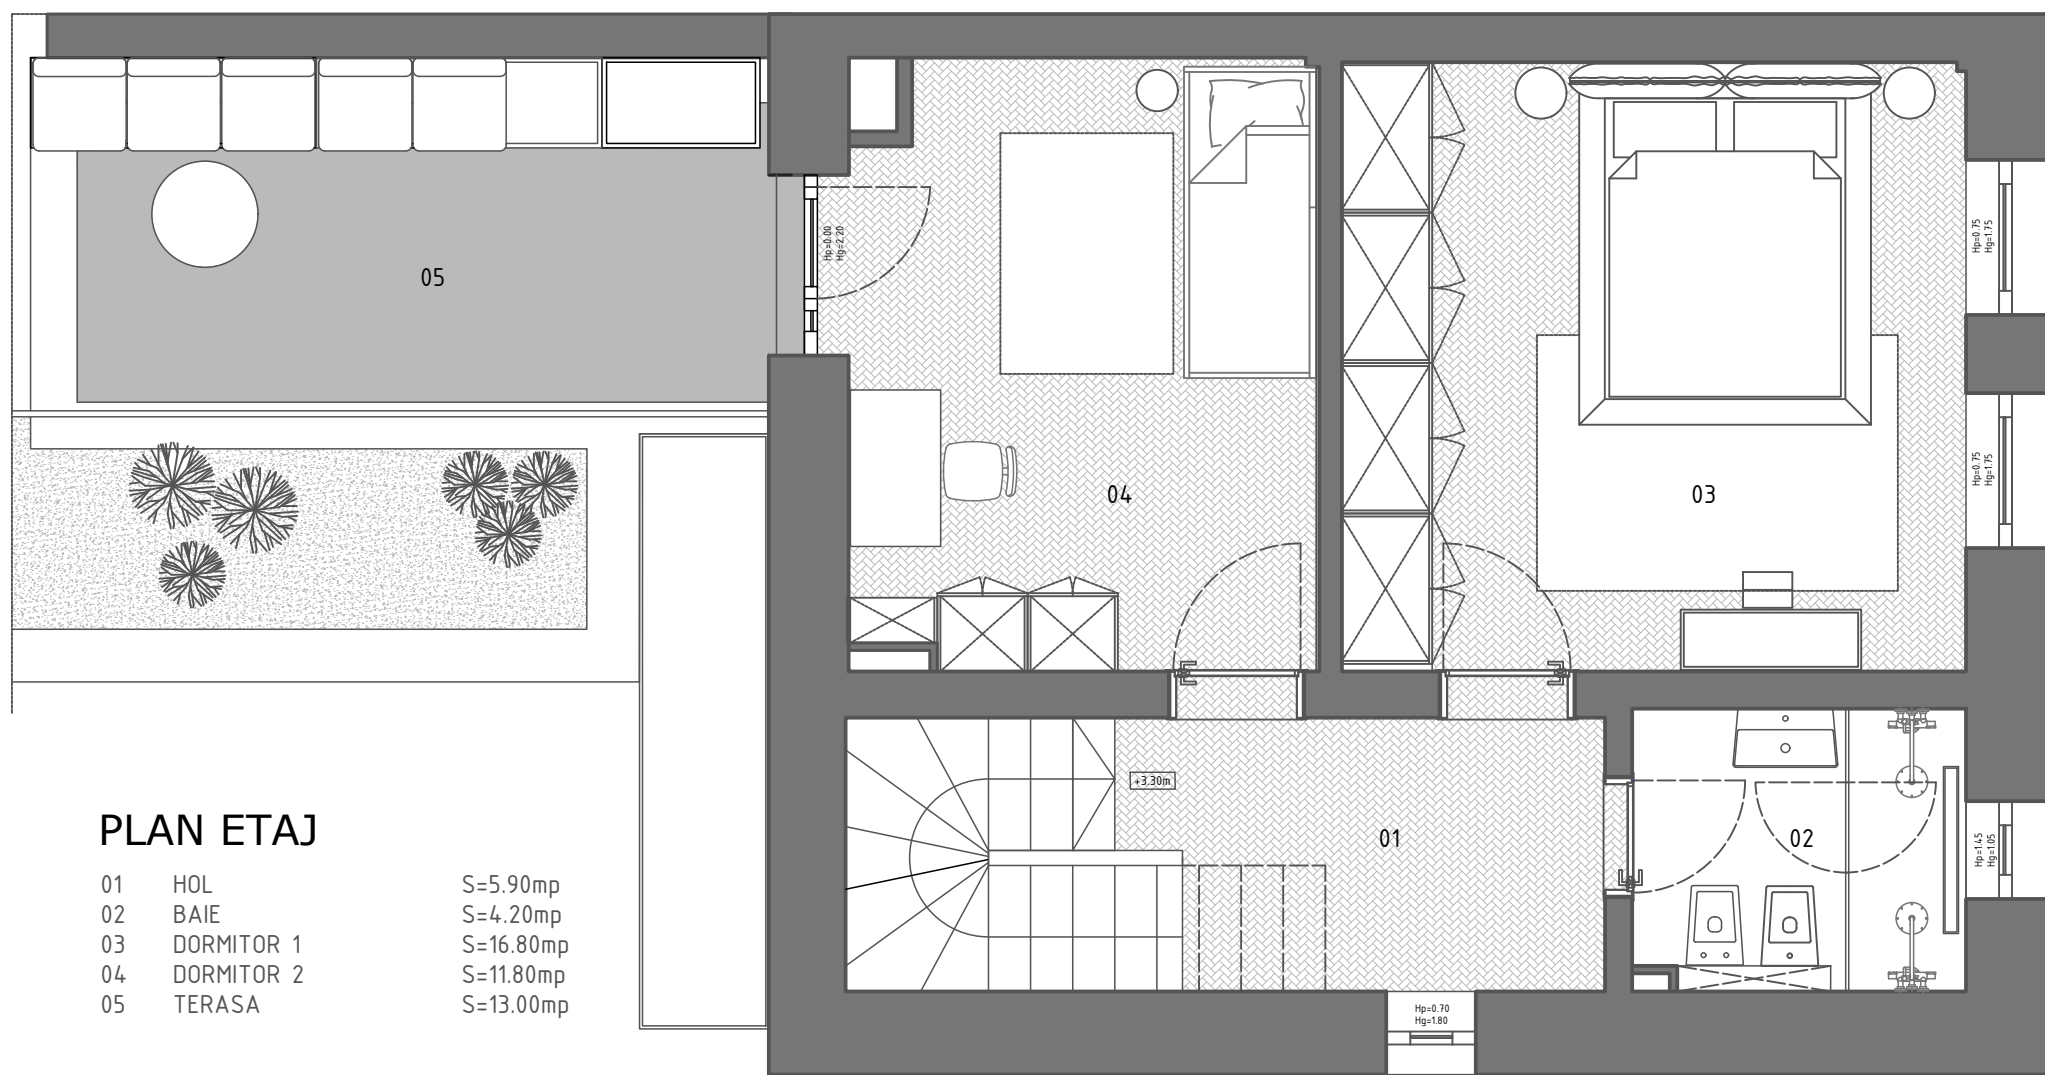 Hp=0.00
Hg=2.20
05
Hp=0.75
Hg=1.75
Hp=0.75
Hg=1.75
04
03
+3.30m
01
02
Hp=1.45
Hg=1.05
Hp=0.70
Hg=1.80
PLAN ETAJ
01 HOL S=5.90mp
02 BAIE S=4.20mp
03 DORMITOR 1 S=16.80mp
04 DORMITOR 2 S=11.80mp
05 TERASA S=13.00mp